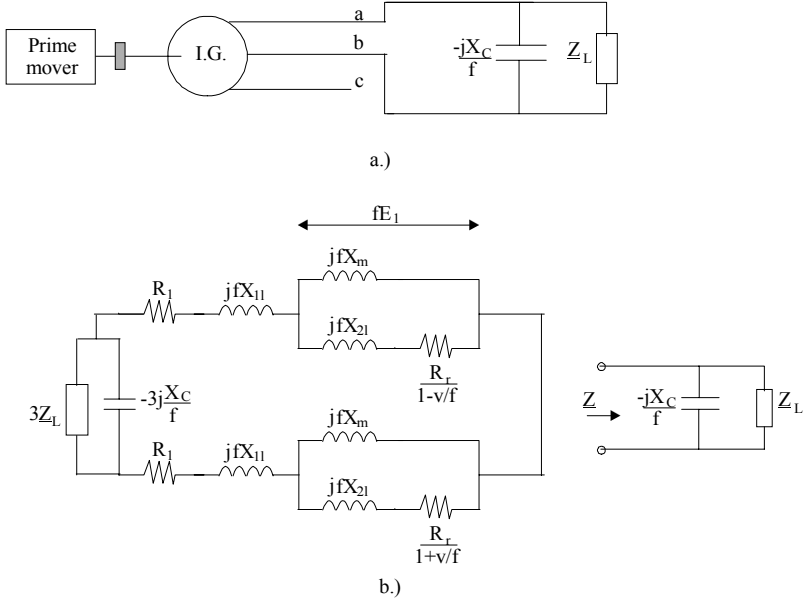 Prime
mover
I.G.
a
b
c
-jX_C
f
Z_L
a.)
fE_1
jfX_m
R_1
jfX_1l
jfX_2l
R_r
1-v/f
3Z_L
-3j X_C
f
jfX_m
R_1
jfX_1l
jfX_2l
R_r
1+v/f
Z
-jX_C
f
Z_L
b.)